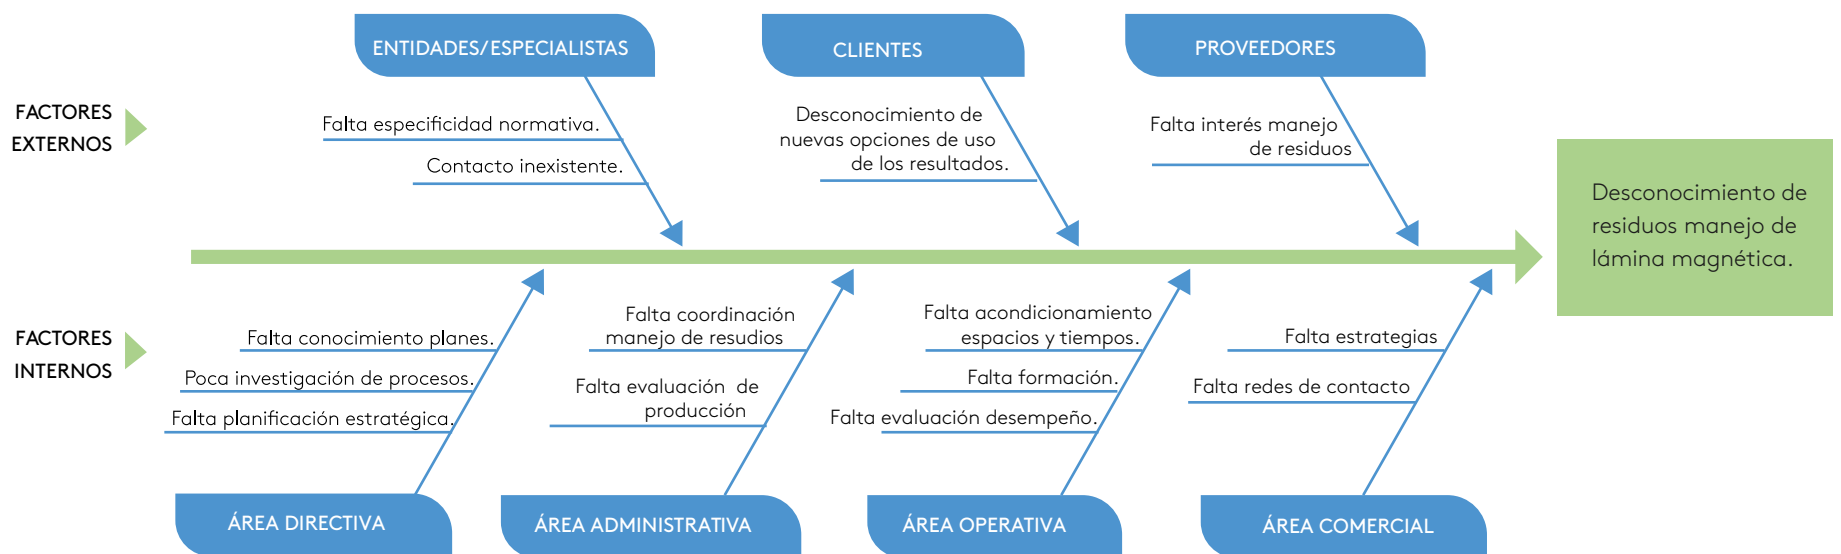 ENTIDADES/ESPECIALISTAS
CLIENTES
PROVEEDORES
FACTORES
EXTERNOS
Falta especificidad normativa.
Contacto inexistente.
Desconocimiento de
nuevas opciones de uso
de los resultados.
Falta interés manejo
de residuos
Desconocimiento de
residuos manejo de
lámina magnética.
FACTORES
INTERNOS
Falta conocimiento planes.
Poca investigación de procesos.
Falta planificación estratégica.
Falta coordinación
manejo de resudios
Falta evaluación de
producción
Falta acondicionamiento
espacios y tiempos.
Falta formación.
Falta evaluación desempeño.
Falta estrategias
Falta redes de contacto
ÁREA DIRECTIVA
ÁREA ADMINISTRATIVA
ÁREA OPERATIVA
ÁREA COMERCIAL